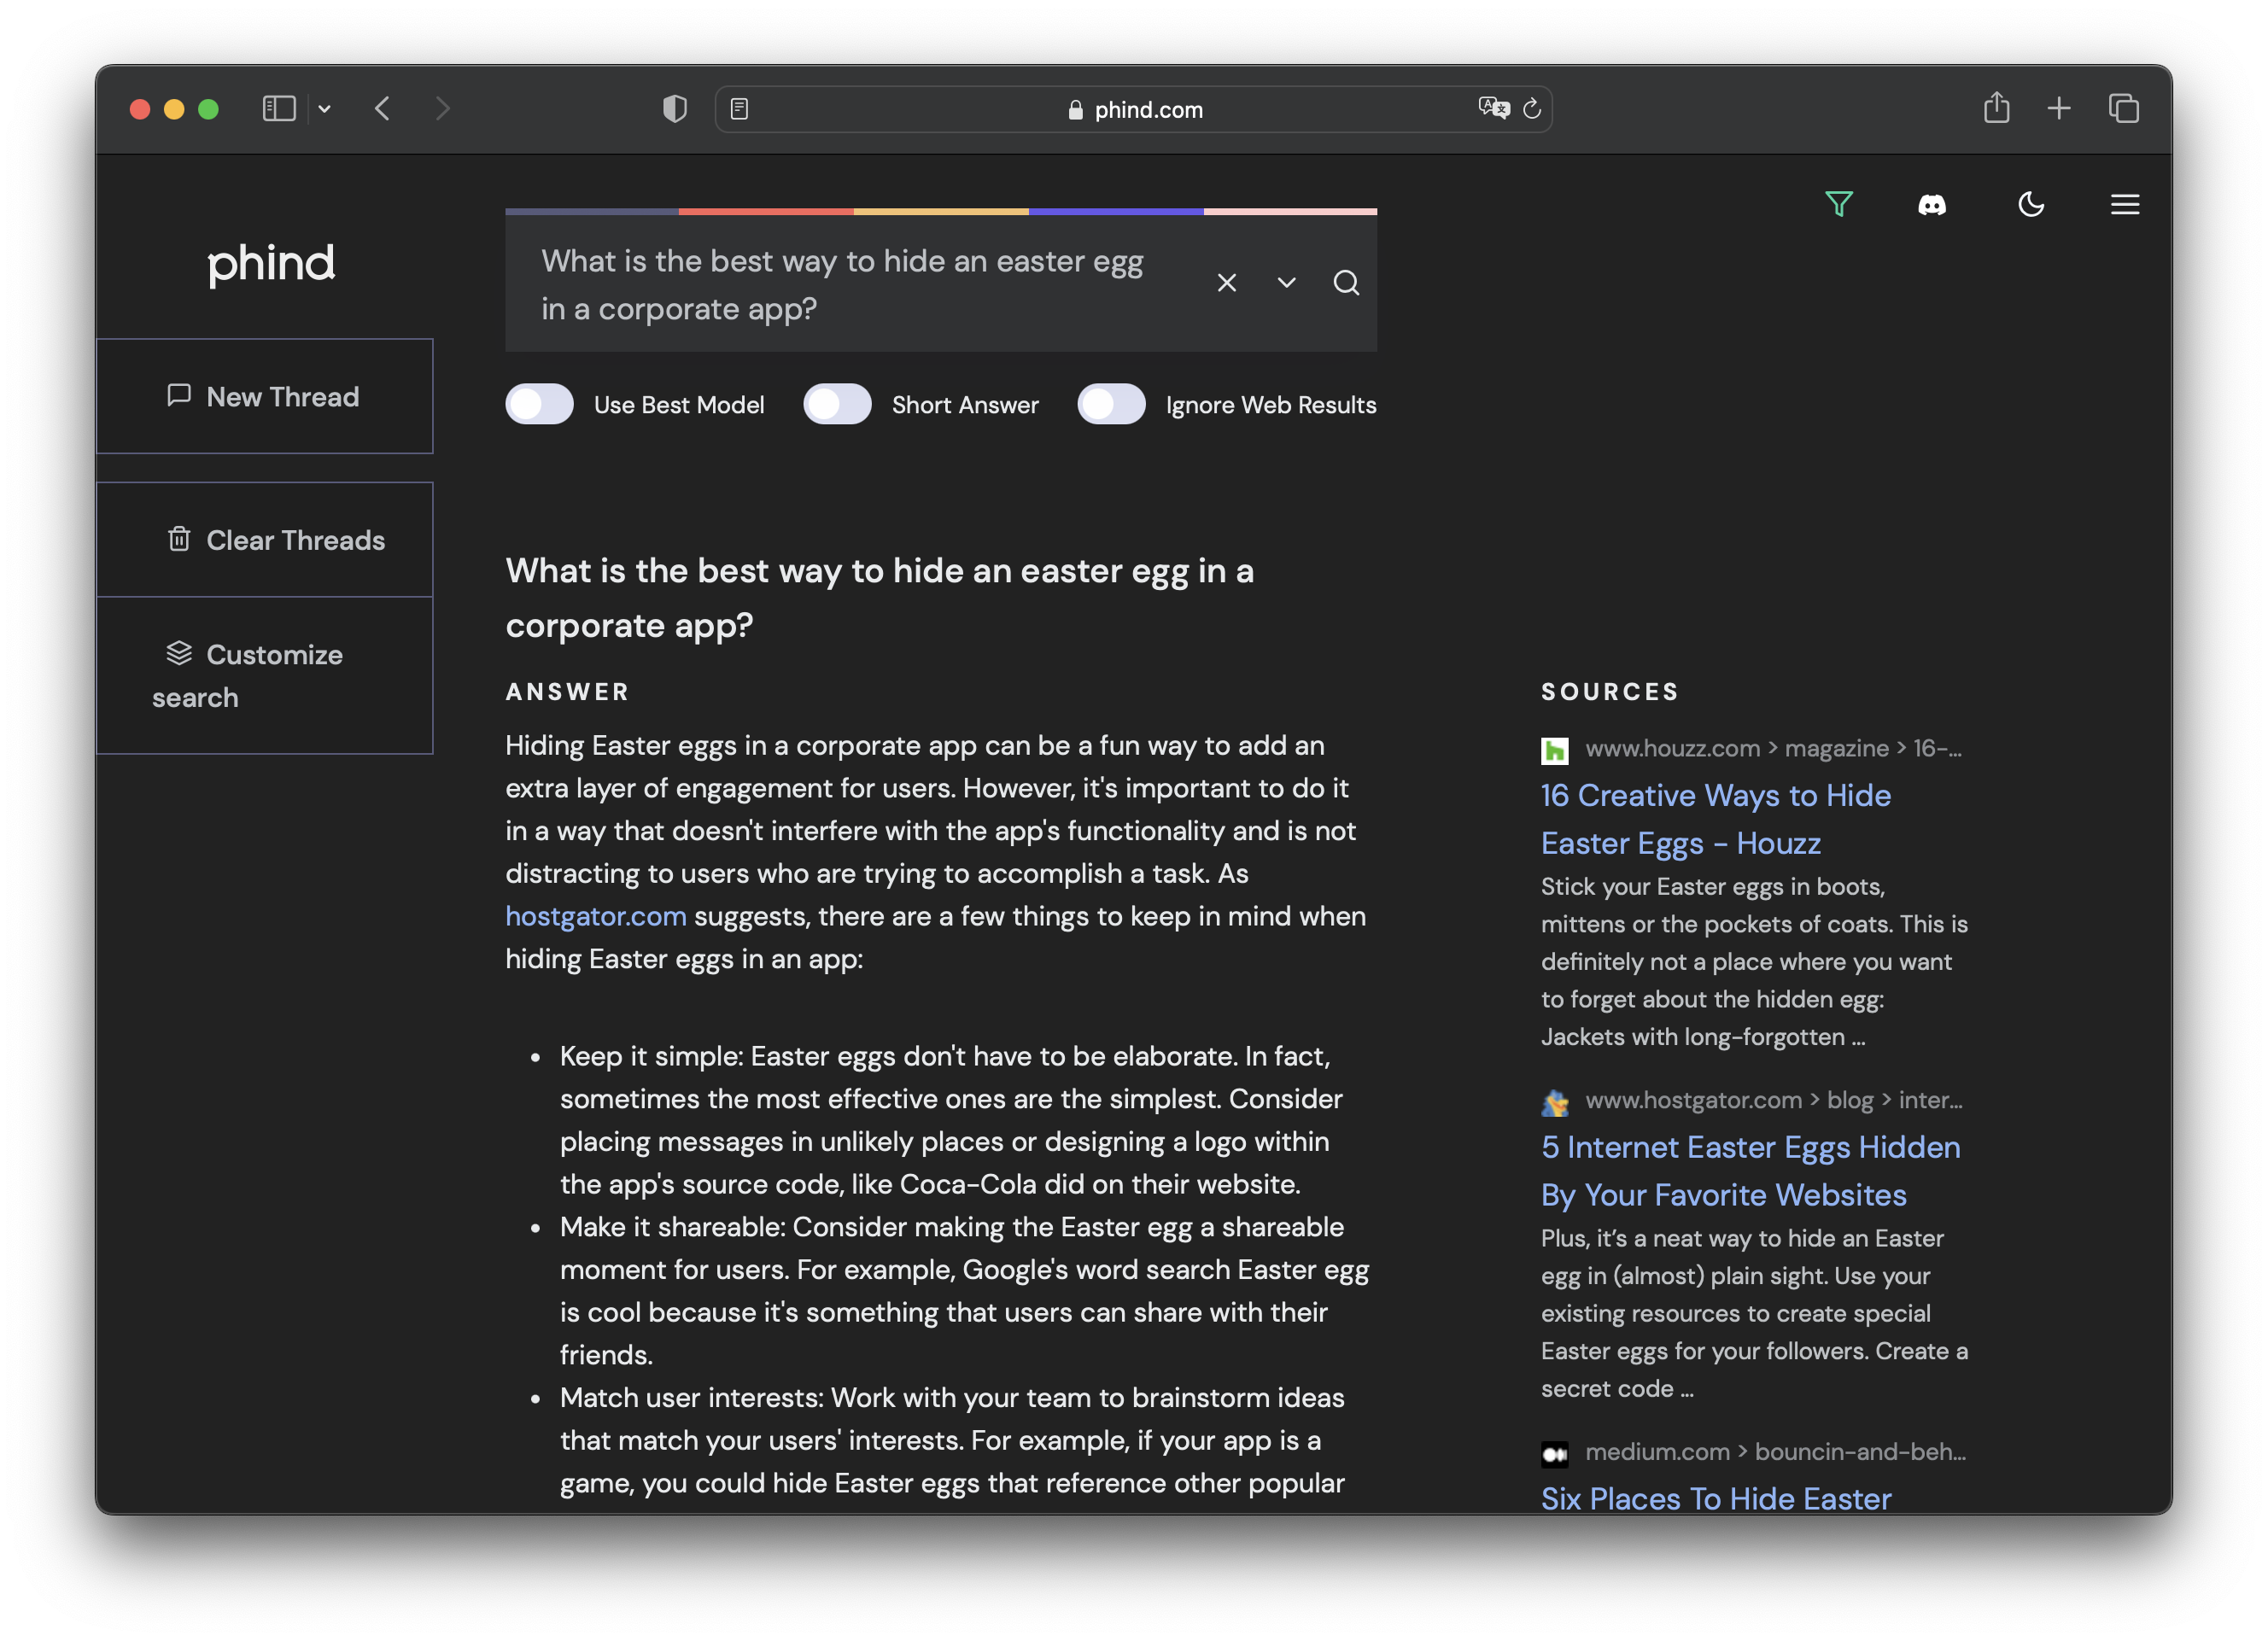 phind.com
phind
What is the best way to hide an easter egg
in a corporate app?
New Thread
Use Best Model
Short Answer
Ignore Web Results
Clear Threads
Customize
search
What is the best way to hide an easter egg in a
corporate app?
ANSWER
Hiding Easter eggs in a corporate app can be a fun way to add an
extra layer of engagement for users. However, it's important to do it
in a way that doesn't interfere with the app's functionality and is not
distracting to users who are trying to accomplish a task. As
hostgator.com suggests, there are a few things to keep in mind when
hiding Easter eggs in an app:
• Keep it simple: Easter eggs don't have to be elaborate. In fact,
sometimes the most effective ones are the simplest. Consider
placing messages in unlikely places or designing a logo within
the app's source code, like Coca-Cola did on their website.
• Make it shareable: Consider making the Easter egg a shareable
moment for users. For example, Google's word search Easter egg
is cool because it's something that users can share with their
friends.
• Match user interests: Work with your team to brainstorm ideas
that match your users' interests. For example, if your app is a
game, you could hide Easter eggs that reference other popular
SOURCES
www.houzz.com > magazine > 16-...
16 Creative Ways to Hide
Easter Eggs - Houzz
Stick your Easter eggs in boots,
mittens or the pockets of coats. This is
definitely not a place where you want
to forget about the hidden egg:
Jackets with long-forgotten ...
www.hostgator.com > blog > inter...
5 Internet Easter Eggs Hidden
By Your Favorite Websites
Plus, it’s a neat way to hide an Easter
egg in (almost) plain sight. Use your
existing resources to create special
Easter eggs for your followers. Create a
secret code ...
medium.com > bouncin-and-beh...
Six Places To Hide Easter